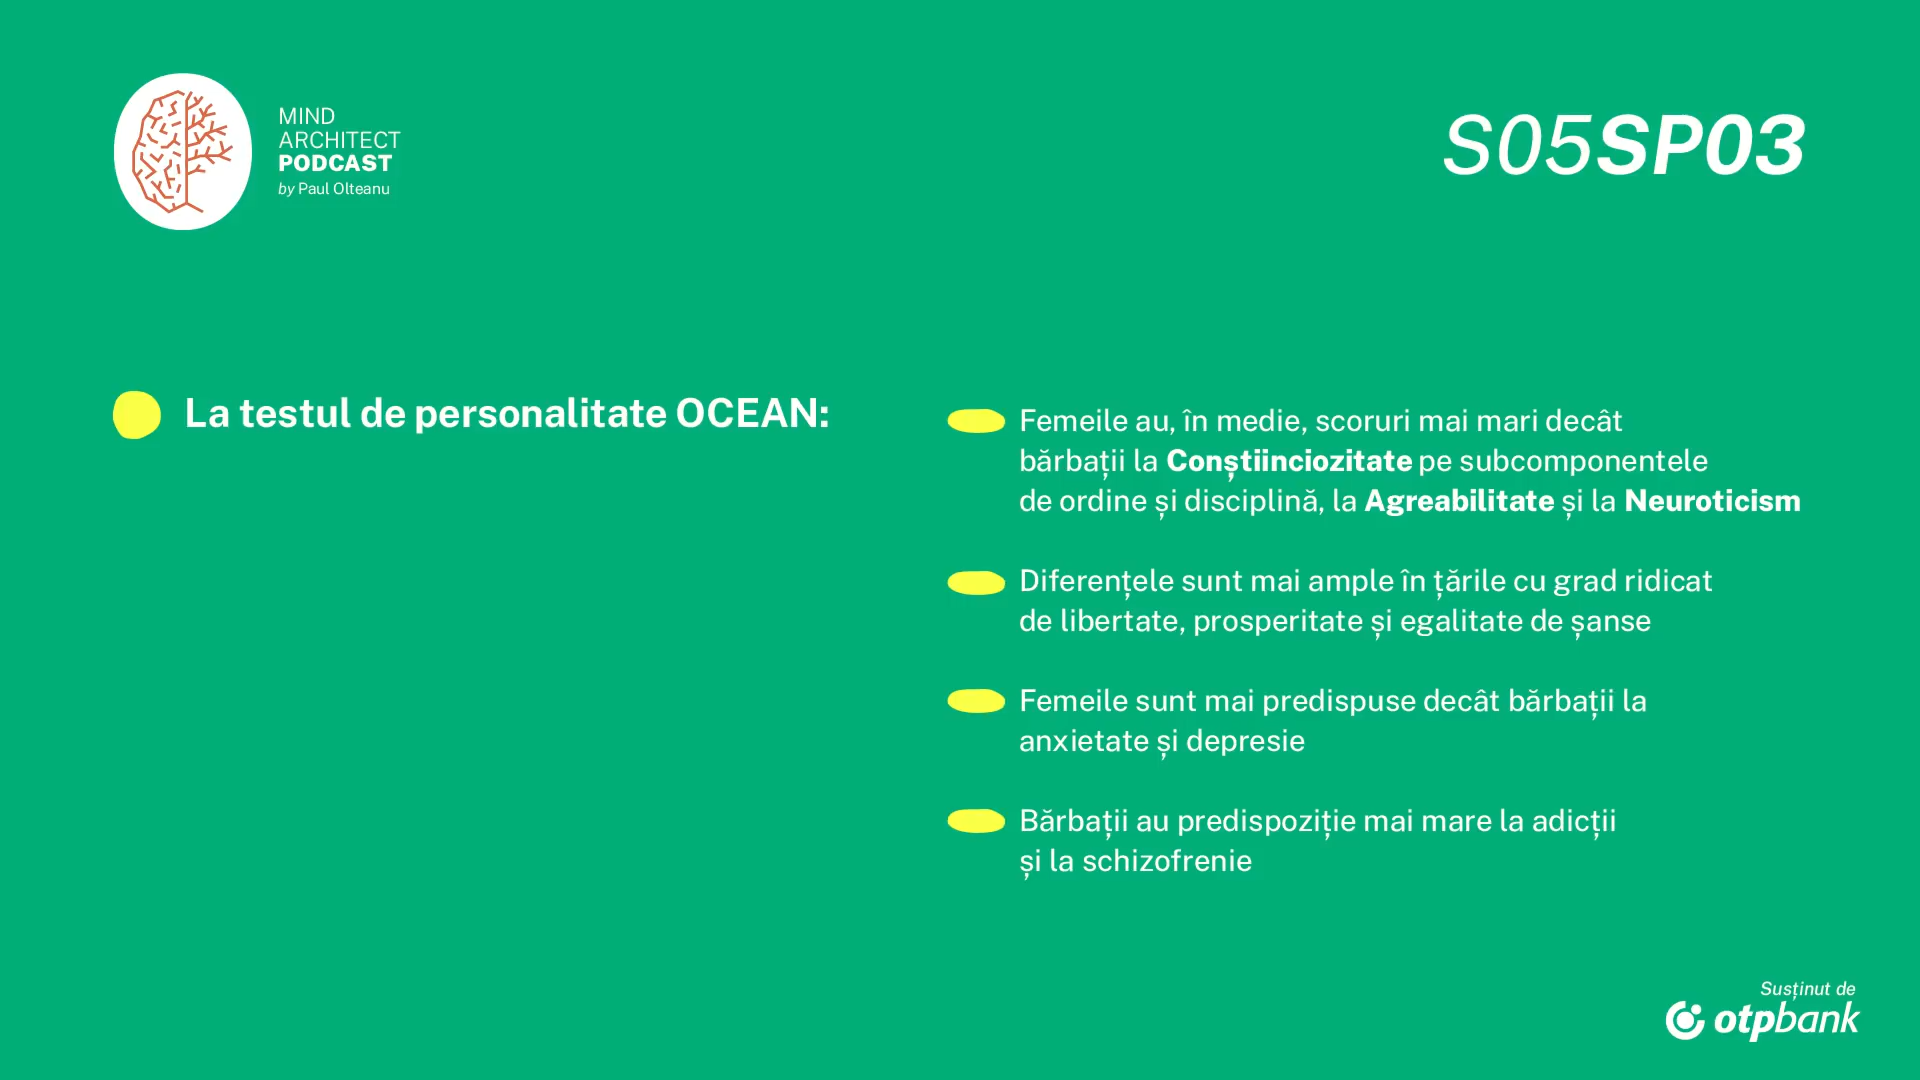 MIND
ARCHITECT
PODCAST
by Paul Olteanu
S05SP03
La testul de personalitate OCEAN:
Femeile au, în medie, scoruri mai mari decât
bărbații la Conștiinciozitate pe subcomponentele
de ordine și disciplină, la Agreabilitate și la Neuroticism
Diferențele sunt mai ample în țările cu grad ridicat
de libertate, prosperitate și egalitate de șanse
Femeile sunt mai predispuse decât bărbații la
anxietate și depresie
Bărbații au predispoziție mai mare la adicții
și la schizofrenie
Susținut de
otpbank